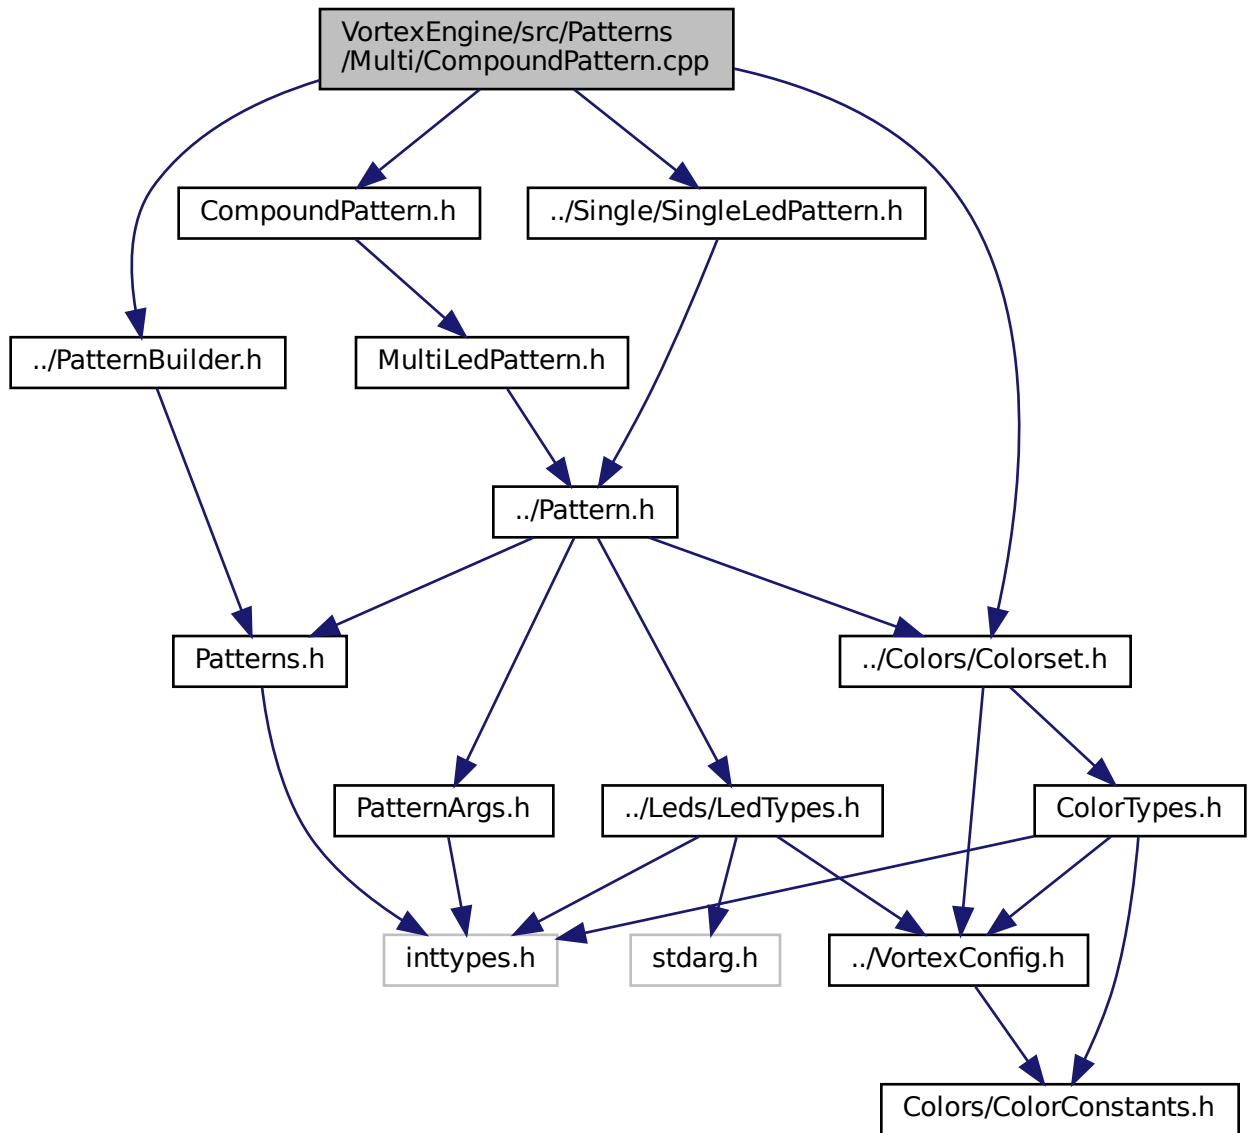 VortexEngine/src/Patterns
/Multi/CompoundPattern.cpp
CompoundPattern.h
../Single/SingleLedPattern.h
../PatternBuilder.h
MultiLedPattern.h
../Pattern.h
Patterns.h
../Colors/Colorset.h
PatternArgs.h
../Leds/LedTypes.h
ColorTypes.h
inttypes.h
stdarg.h
../VortexConfig.h
Colors/ColorConstants.h